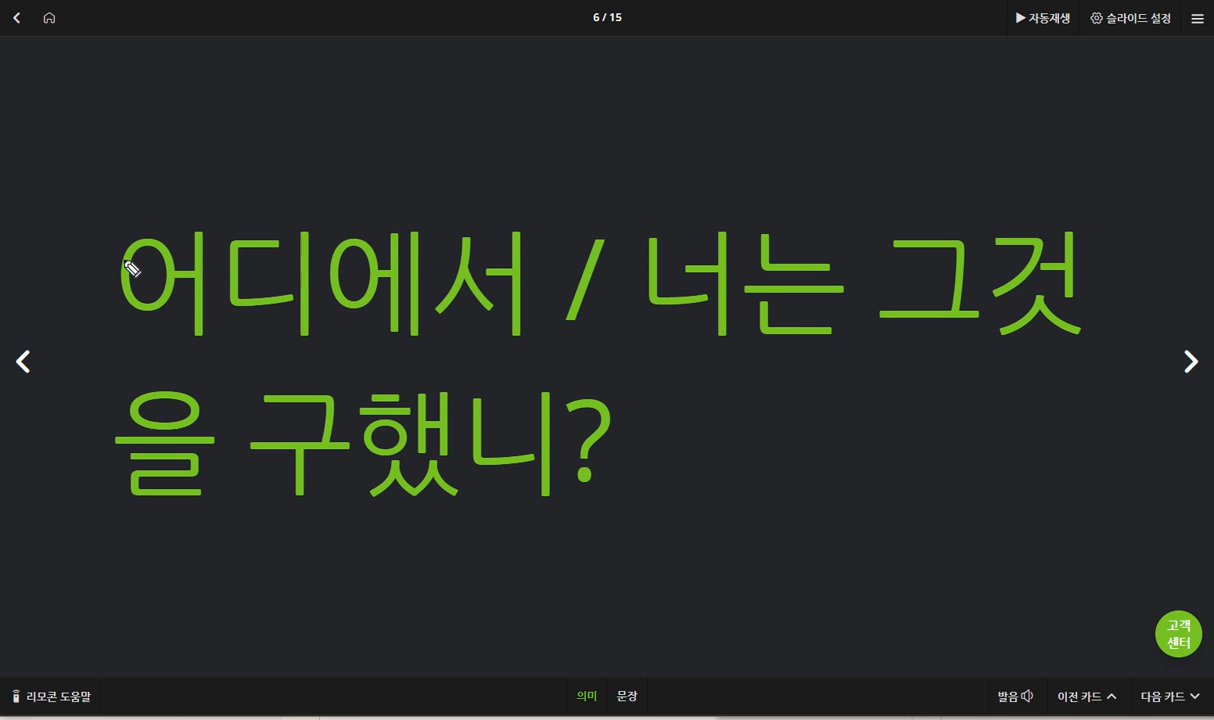 6 / 15
자동재생
슬라이드 설정
어디에서 / 너는 그것
을 구했니?
고객
센터
리모콘 도움말
의미
문장
발음
이전 카드
다음 카드